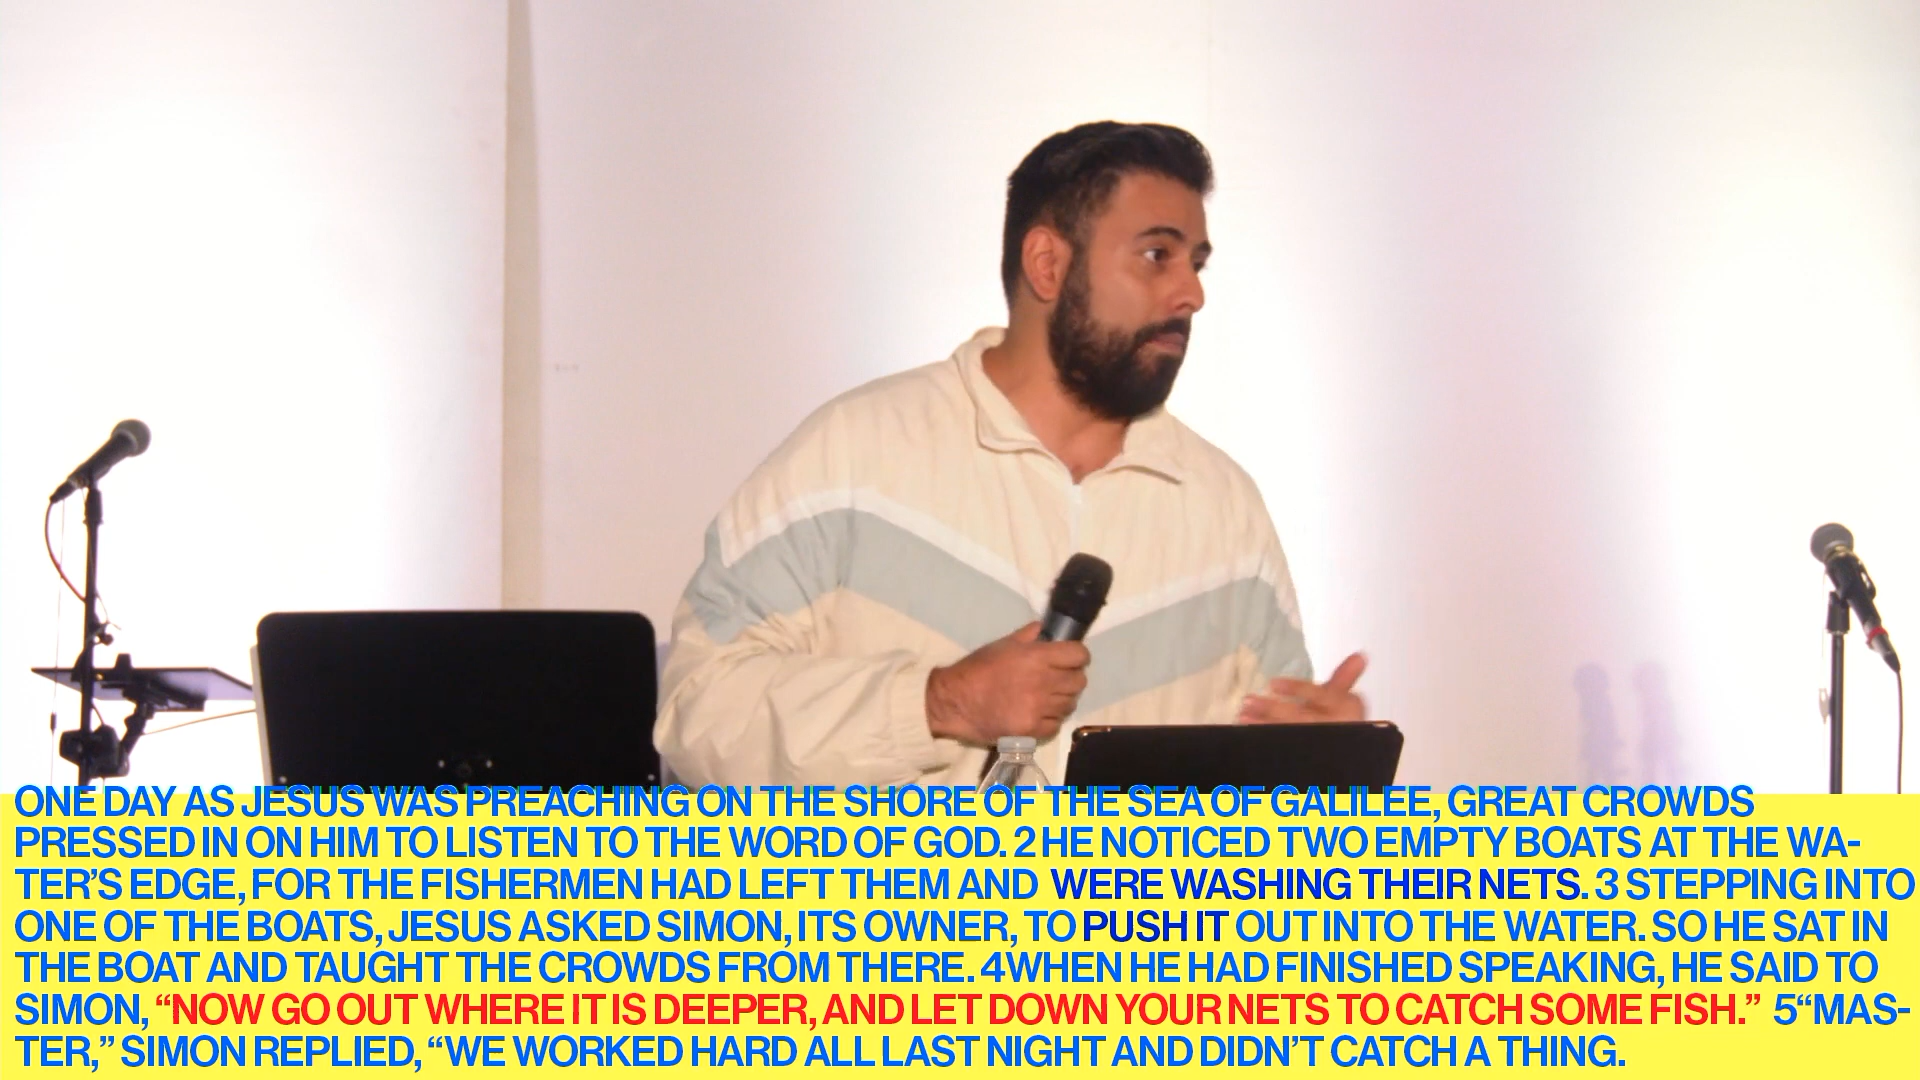 ONE DAY AS JESUS WAS PREACHING ON THE SHORE OF THE SEA OF GALILEE, GREAT CROWDS
PRESSED IN ON HIM TO LISTEN TO THE WORD OF GOD. 2 HE NOTICED TWO EMPTY BOATS AT THE WA-
TER’S EDGE, FOR THE FISHERMEN HAD LEFT THEM AND WERE WASHING THEIR NETS. 3 STEPPING INTO
ONE OF THE BOATS, JESUS ASKED SIMON, ITS OWNER, TO PUSH IT OUT INTO THE WATER. SO HE SAT IN
THE BOAT AND TAUGHT THE CROWDS FROM THERE. 4WHEN HE HAD FINISHED SPEAKING, HE SAID TO
SIMON, “NOW GO OUT WHERE IT IS DEEPER, AND LET DOWN YOUR NETS TO CATCH SOME FISH.” 5“MAS-
TER,” SIMON REPLIED, “WE WORKED HARD ALL LAST NIGHT AND DIDN’T CATCH A THING.